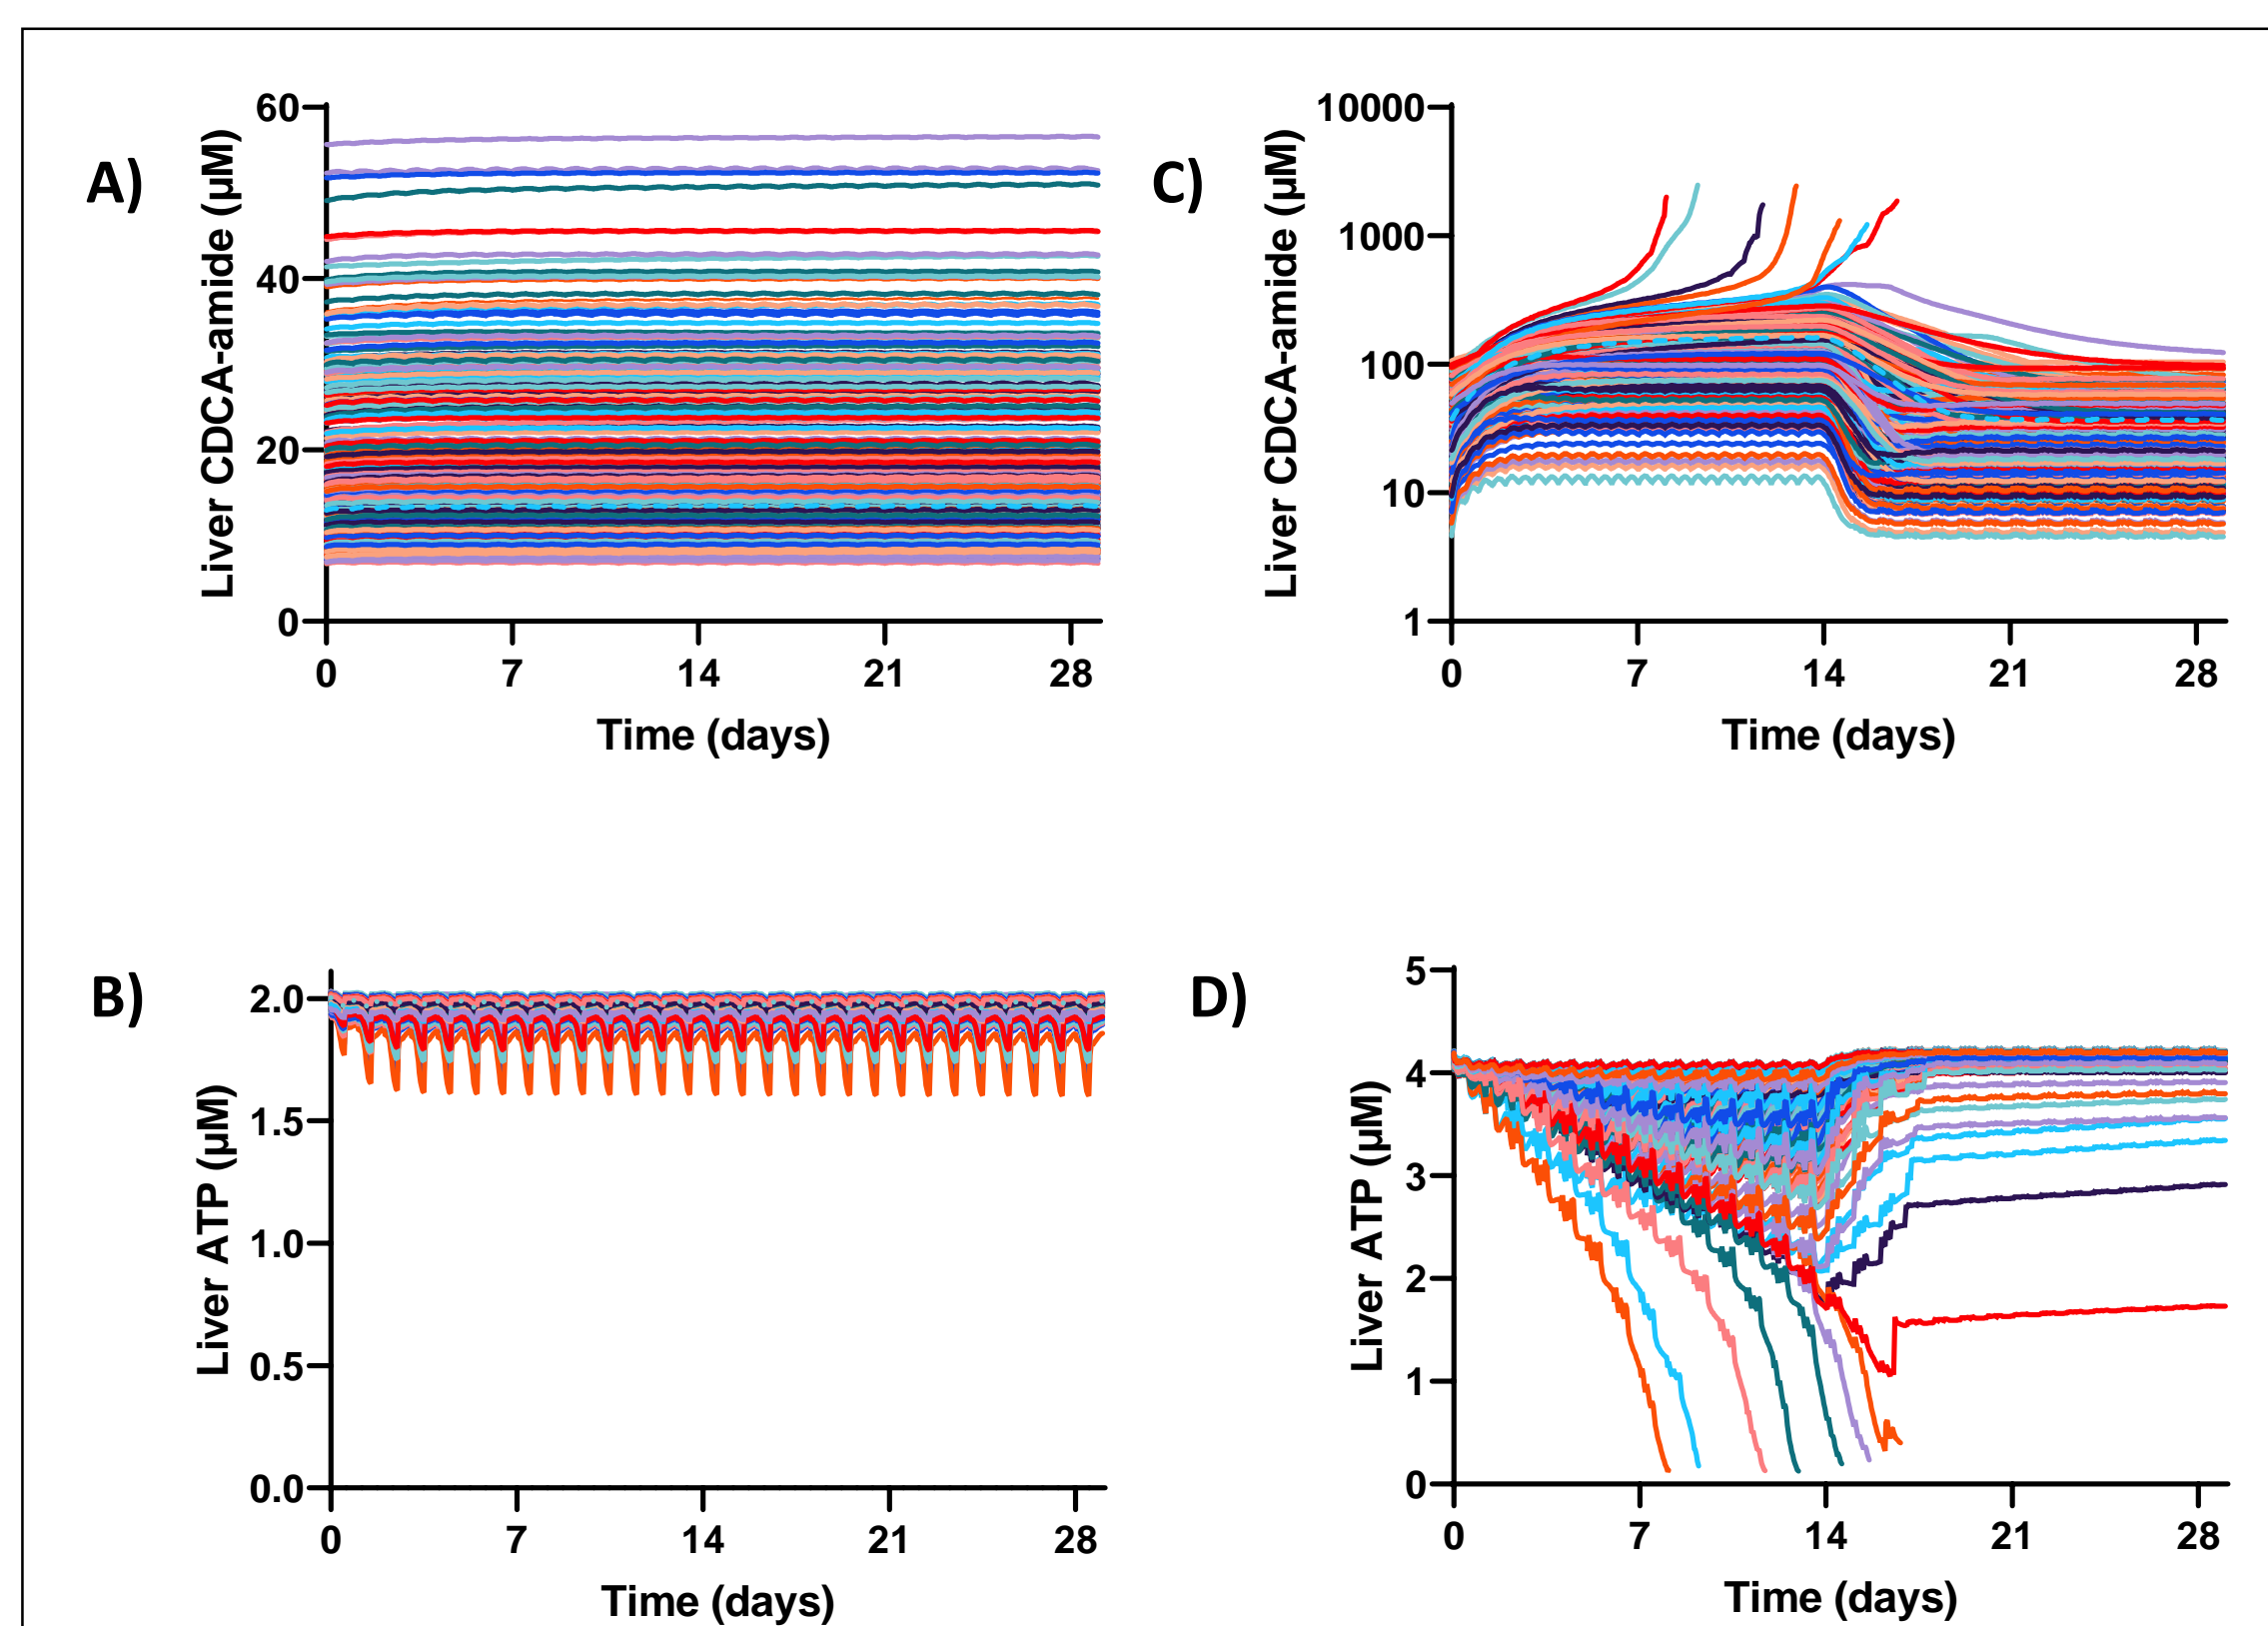 A)
Liver CDCA-amide (µM)
60
40
20
0
0 7 14 21 28
Time (days)
C)
Liver CDCA-amide (µM)
10000
1000
100
10
1
0 7 14 21 28
Time (days)
B)
Liver ATP (µM)
2.0
1.5
1.0
0.5
0.0
0 7 14 21 28
Time (days)
D)
Liver ATP (µM)
5
4
3
2
1
0
0 7 14 21 28
Time (days)